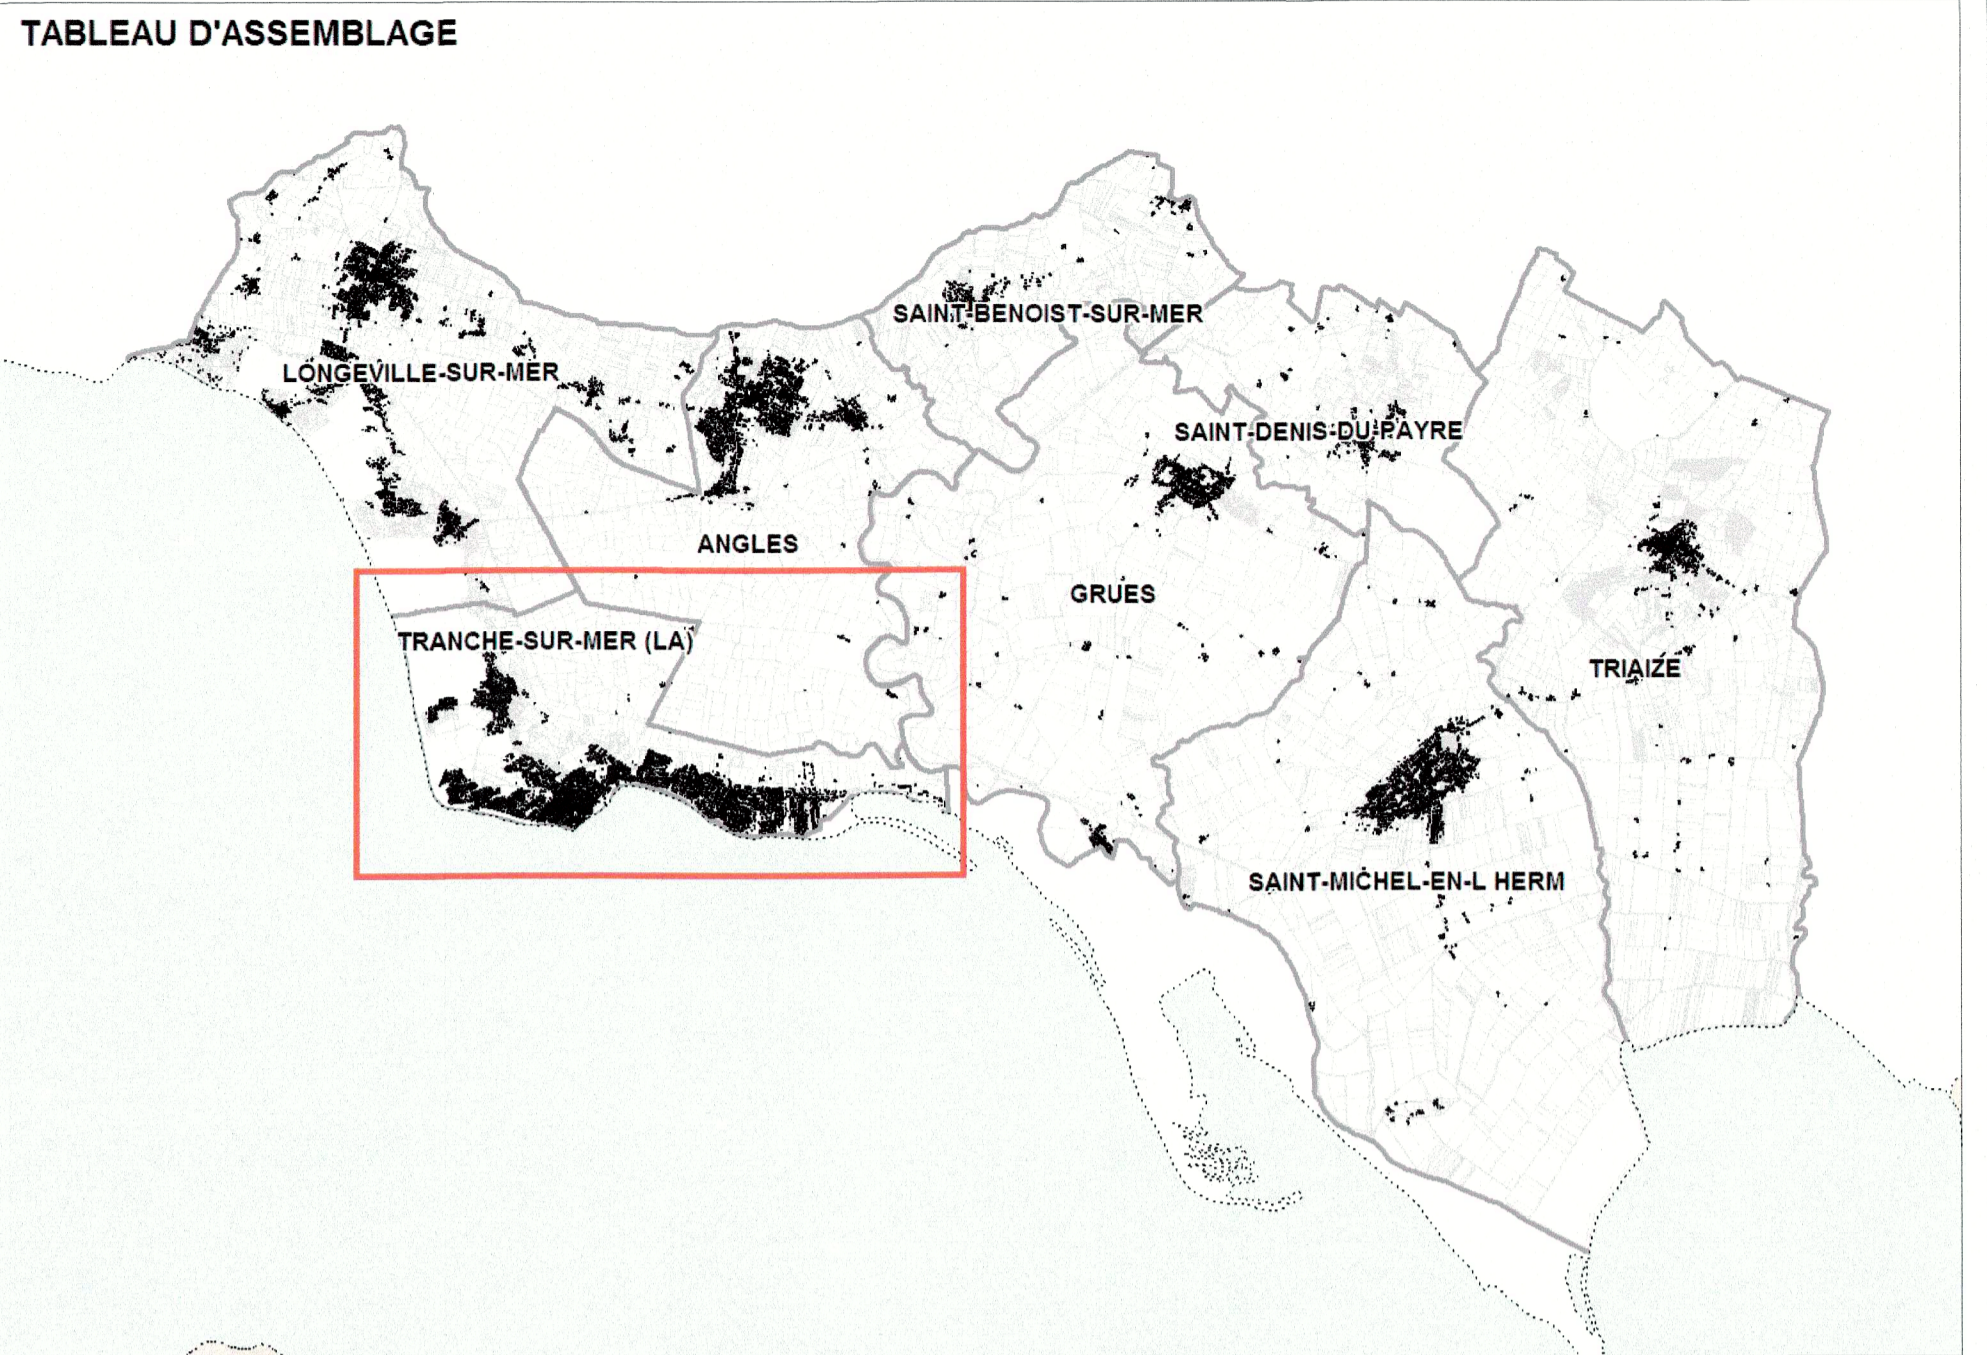 TABLEAU D'ASSEMBLAGE
SAINT-BENOIST-SUR-MER
LONGEVILLE-SUR-MER
SAINT-DENIS-DU-PAYRE
ANGLES
GRUES
TRANCHE-SUR-MER (LA)
TRIAIZE
SAINT-MICHEL-EN-L HERM